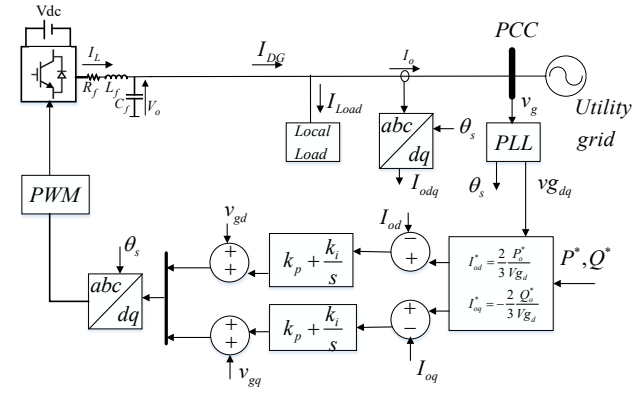 Vdc
PCC
I_L
I_DG
I_o
R_f
L_f
C_f
V_o
I_Load
Local
Load
abc
dq
θ_s
v_g
PLL
Utility
grid
I_odq
θ_s
vg_dq
PWM
θ_s
abc
dq
v_gd
+
+
k_p + k_i/s
I_od
−
+
I*_od = 2/3 P*_o/Vg_d
I*_oq = −2/3 Q*_o/Vg_d
P*, Q*
+
+
v_gq
k_p + k_i/s
+
−
I_oq